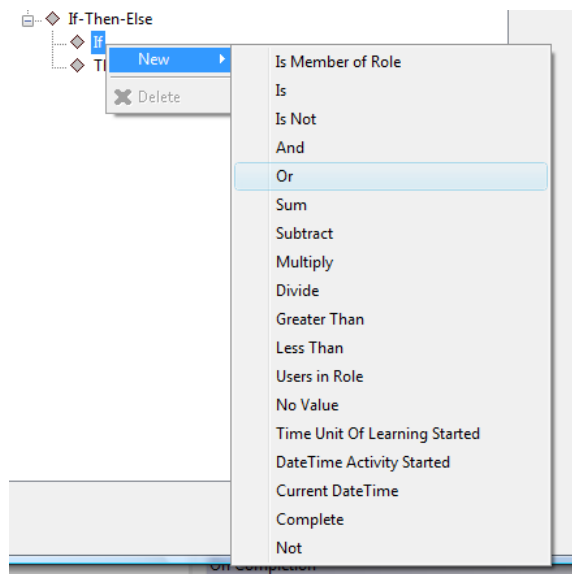 If-Then-Else
If
New
Delete
Is Member of Role
Is
Is Not
And
Or
Sum
Subtract
Multiply
Divide
Greater Than
Less Than
Users in Role
No Value
Time Unit Of Learning Started
DateTime Activity Started
Current DateTime
Complete
Not